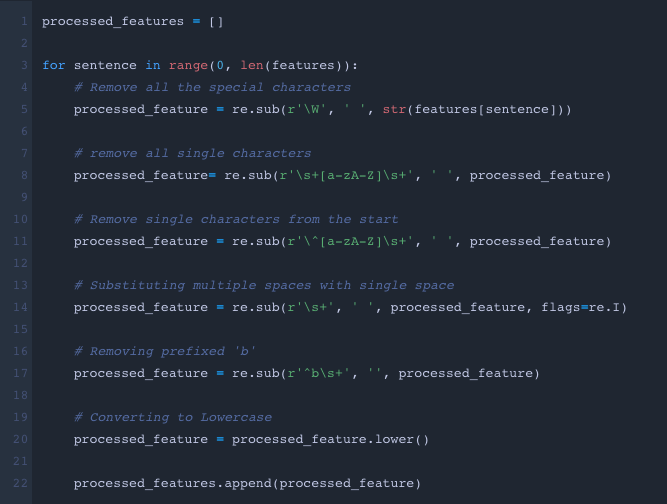 1 processed_features = []
2
3 for sentence in range(0, len(features)):
4     # Remove all the special characters
5     processed_feature = re.sub(r'\W', ' ', str(features[sentence]))
6
7     # remove all single characters
8     processed_feature= re.sub(r'\s+[a-zA-Z]\s+', ' ', processed_feature)
9
10     # Remove single characters from the start
11     processed_feature = re.sub(r'\^[a-zA-Z]\s+', ' ', processed_feature)
12
13     # Substituting multiple spaces with single space
14     processed_feature = re.sub(r'\s+', ' ', processed_feature, flags=re.I)
15
16     # Removing prefixed 'b'
17     processed_feature = re.sub(r'^b\s+', '', processed_feature)
18
19     # Converting to Lowercase
20     processed_feature = processed_feature.lower()
21
22     processed_features.append(processed_feature)